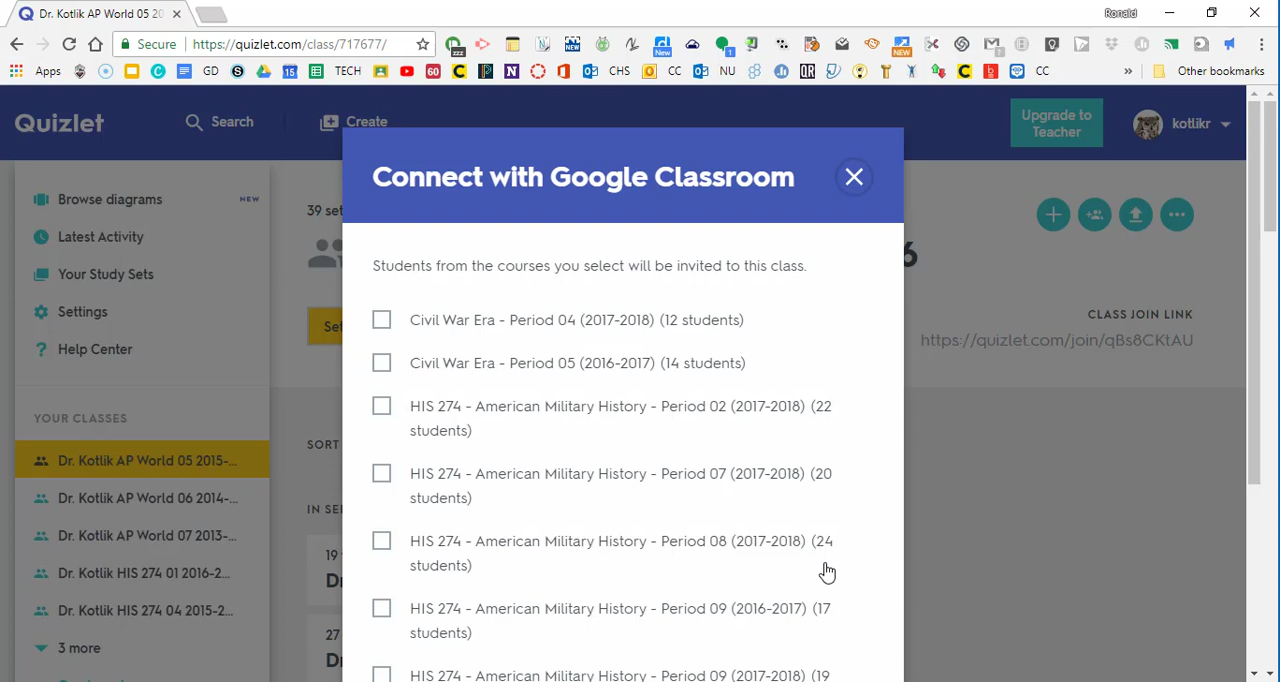 Dr. Kotlik AP World 05 20
Ronald
Secure
https://quizlet.com/class/717677/
Apps
GD
TECH
CHS
CC
NU
CC
Other bookmarks
Quizlet
Search
Create
Upgrade to
Teacher
kotlikr
Connect with Google Classroom
Browse diagrams
NEW
Latest Activity
Your Study Sets
Settings
Help Center
39 set
6
Set
CLASS JOIN LINK
https://quizlet.com/join/qBs8CKtAU
Students from the courses you select will be invited to this class.
Civil War Era - Period 04 (2017-2018) (12 students)
Civil War Era - Period 05 (2016-2017) (14 students)
HIS 274 - American Military History - Period 02 (2017-2018) (22
students)
HIS 274 - American Military History - Period 07 (2017-2018) (20
students)
HIS 274 - American Military History - Period 08 (2017-2018) (24
students)
HIS 274 - American Military History - Period 09 (2016-2017) (17
students)
HIS 274 - American Military History - Period 09 (2017-2018) (19
YOUR CLASSES
Dr. Kotlik AP World 05 2015-...
Dr. Kotlik AP World 06 2014-...
Dr. Kotlik AP World 07 2013-...
Dr. Kotlik HIS 274 01 2016-2...
Dr. Kotlik HIS 274 04 2015-2...
3 more
SORT
IN SE
19
Dr
27
Dr